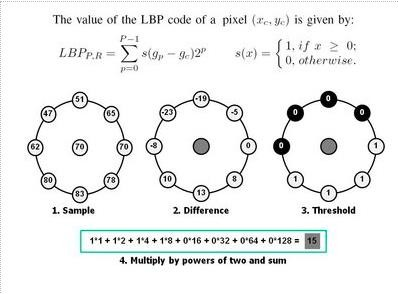 The value of the LBP code of a pixel (x_c, y_c) is given by:
LBP_{P,R} = \sum_{p=0}^{P-1} s(g_p - g_c)2^p    s(x) = { 1, if x ≥ 0; 0, otherwise.
51 -19 0
47 65 -23 -5 0 0
62 70 70 -8 0 0 1
80 78 10 8 1 1
83 13 1
1. Sample 2. Difference 3. Threshold
1*1 + 1*2 + 1*4 + 1*8 + 0*16 + 0*32 + 0*64 + 0*128 = 15
4. Multiply by powers of two and sum